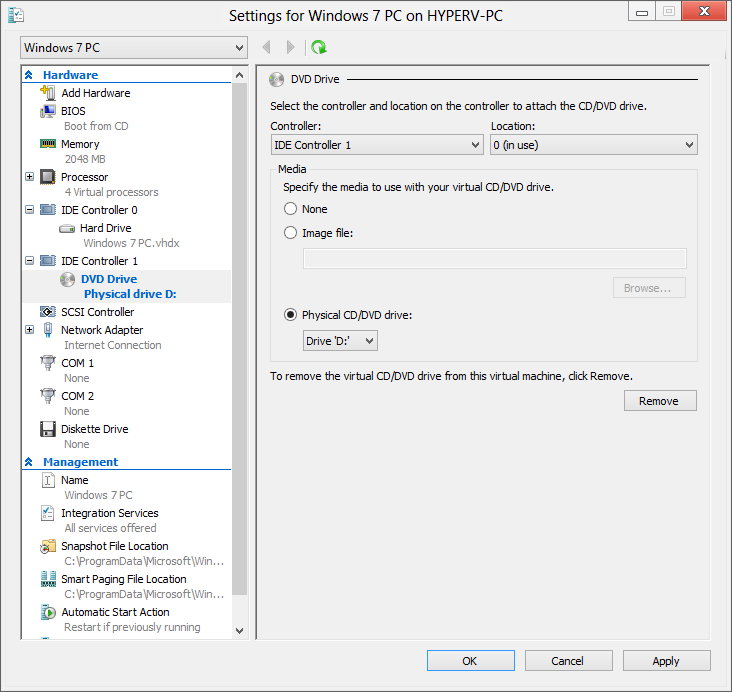 Settings for Windows 7 PC on HYPERV-PC
Windows 7 PC
Hardware
Add Hardware
BIOS
Boot from CD
Memory
2048 MB
Processor
4 Virtual processors
IDE Controller 0
Hard Drive
Windows 7 PC.vhdx
IDE Controller 1
DVD Drive
Physical drive D:
SCSI Controller
Network Adapter
Internet Connection
COM 1
None
COM 2
None
Diskette Drive
None
Management
Name
Windows 7 PC
Integration Services
All services offered
Snapshot File Location
C:\ProgramData\Microsoft\Win...
Smart Paging File Location
C:\ProgramData\Microsoft\Win...
Automatic Start Action
Restart if previously running
DVD Drive
Select the controller and location on the controller to attach the CD/DVD drive.
Controller: Location:
IDE Controller 1 0 (in use)
Media
Specify the media to use with your virtual CD/DVD drive.
None
Image file:
Browse...
Physical CD/DVD drive:
Drive 'D:'
To remove the virtual CD/DVD drive from this virtual machine, click Remove.
Remove
OK Cancel Apply